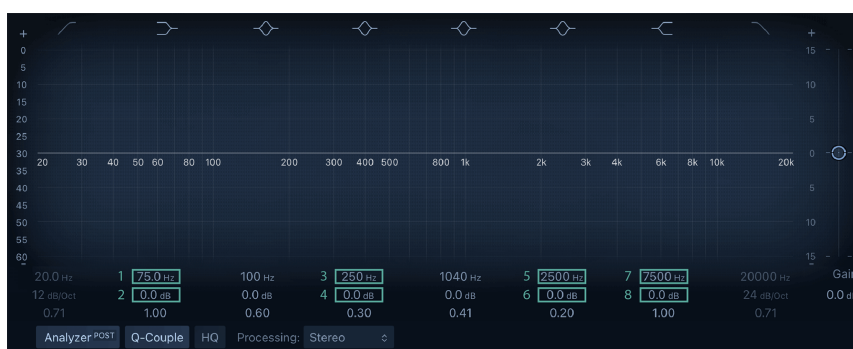 + +
0 15
5
10 10
15
20 5
25
30 20 30 40 50 60 80 100 200 300 400 500 800 1k 2k 3k 4k 6k 8k 10k 20k 0
35
40 5
45
50 10
55
60 15
- -
20.0 Hz 1 75.0 Hz 100 Hz 3 250 Hz 1040 Hz 5 2500 Hz 7 7500 Hz 20000 Hz Gain
12 dB/Oct 2 0.0 dB 0.0 dB 4 0.0 dB 0.0 dB 6 0.0 dB 8 0.0 dB 24 dB/Oct 0.0 d
0.71 1.00 0.60 0.30 0.41 0.20 1.00 0.71
Analyzer POST Q-Couple HQ Processing: Stereo